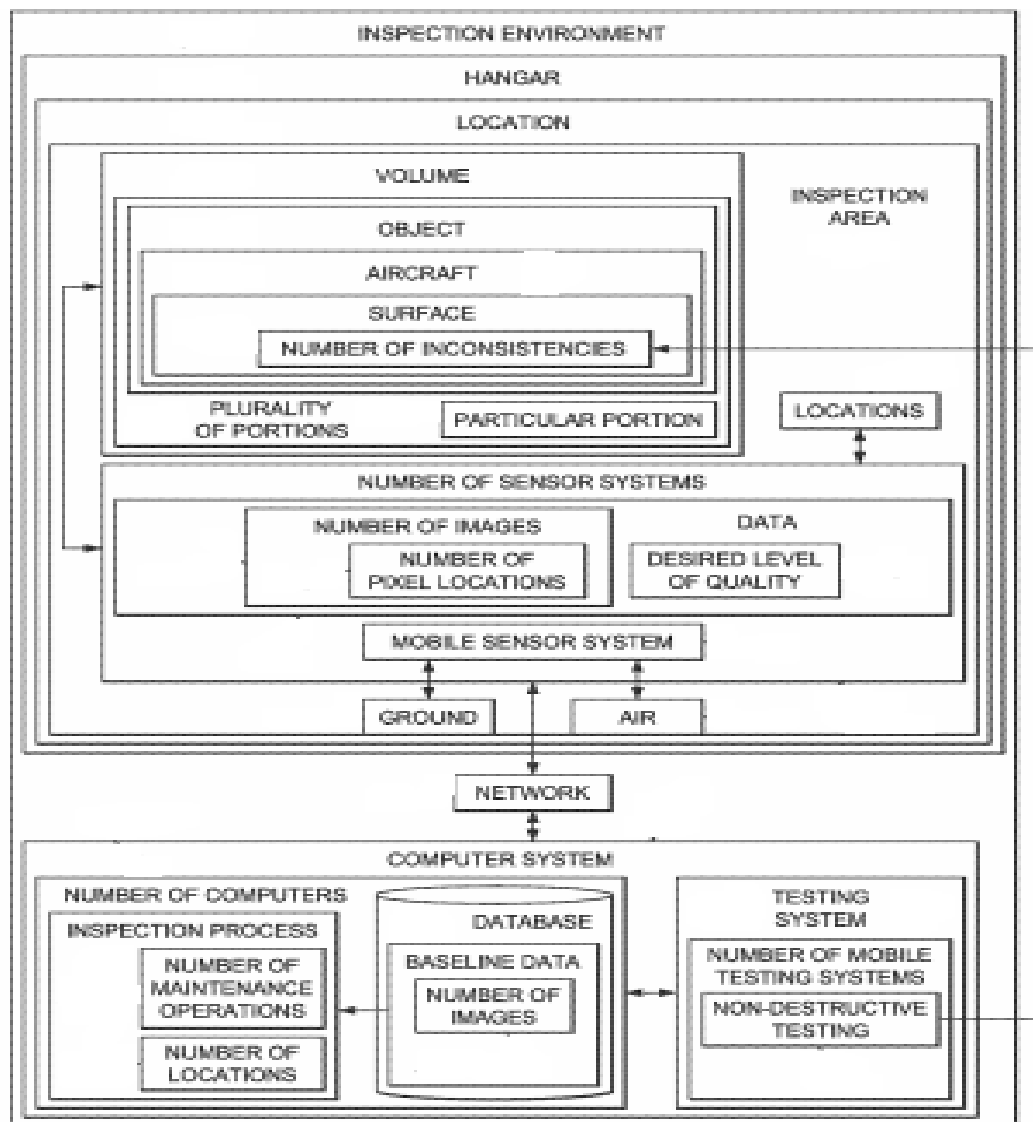 INSPECTION ENVIRONMENT
HANGAR
LOCATION
VOLUME
INSPECTION
AREA
OBJECT
AIRCRAFT
SURFACE
NUMBER OF INCONSISTENCIES
PLURALITY
OF PORTIONS
PARTICULAR PORTION
LOCATIONS
NUMBER OF SENSOR SYSTEMS
NUMBER OF IMAGES
DATA
NUMBER OF
PIXEL LOCATIONS
DESIRED LEVEL
OF QUALITY
MOBILE SENSOR SYSTEM
GROUND
AIR
NETWORK
COMPUTER SYSTEM
NUMBER OF COMPUTERS
INSPECTION PROCESS
NUMBER OF
MAINTENANCE
OPERATIONS
NUMBER OF
LOCATIONS
DATABASE
BASELINE DATA
NUMBER OF
IMAGES
TESTING
SYSTEM
NUMBER OF MOBILE
TESTING SYSTEMS
NON-DESTRUCTIVE
TESTING